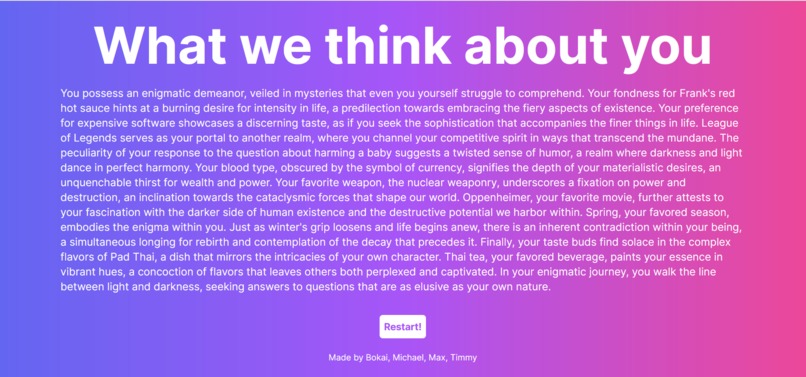 What we think about you
You possess an enigmatic demeanor, veiled in mysteries that even you yourself struggle to comprehend. Your fondness for Frank's red
hot sauce hints at a burning desire for intensity in life, a predilection towards embracing the fiery aspects of existence. Your preference
for expensive software showcases a discerning taste, as if you seek the sophistication that accompanies the finer things in life. League
of Legends serves as your portal to another realm, where you channel your competitive spirit in ways that transcend the mundane. The
peculiarity of your response to the question about harming a baby suggests a twisted sense of humor, a realm where darkness and light
dance in perfect harmony. Your blood type, obscured by the symbol of currency, signifies the depth of your materialistic desires, an
unquenchable thirst for wealth and power. Your favorite weapon, the nuclear weaponry, underscores a fixation on power and
destruction, an inclination towards the cataclysmic forces that shape our world. Oppenheimer, your favorite movie, further attests to
your fascination with the darker side of human existence and the destructive potential we harbor within. Spring, your favored season,
embodies the enigma within you. Just as winter's grip loosens and life begins anew, there is an inherent contradiction within your being,
a simultaneous longing for rebirth and contemplation of the decay that precedes it. Finally, your taste buds find solace in the complex
flavors of Pad Thai, a dish that mirrors the intricacies of your own character. Thai tea, your favored beverage, paints your essence in
vibrant hues, a concoction of flavors that leaves others both perplexed and captivated. In your enigmatic journey, you walk the line
between light and darkness, seeking answers to questions that are as elusive as your own nature.
Restart!
Made by Bokai, Michael, Max, Timmy